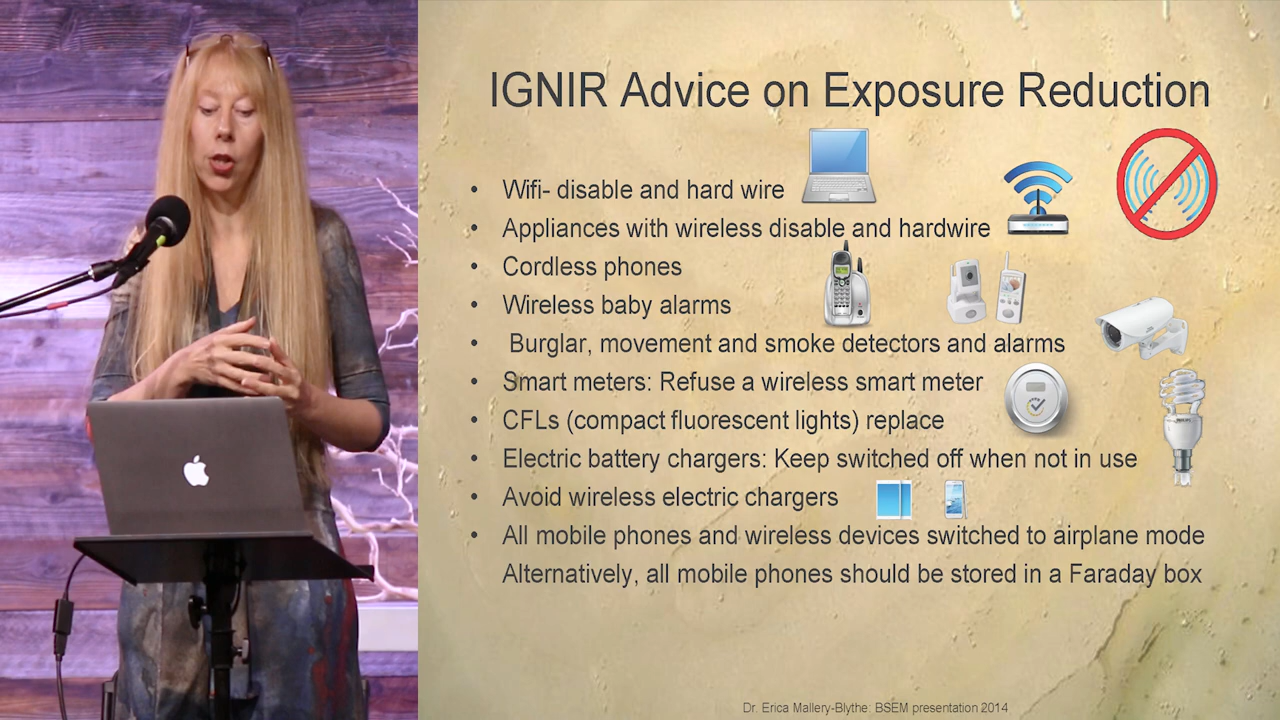 IGNIR Advice on Exposure Reduction
• Wifi- disable and hard wire
• Appliances with wireless disable and hardwire
• Cordless phones
• Wireless baby alarms
• Burglar, movement and smoke detectors and alarms
• Smart meters: Refuse a wireless smart meter
• CFLs (compact fluorescent lights) replace
• Electric battery chargers: Keep switched off when not in use
• Avoid wireless electric chargers
• All mobile phones and wireless devices switched to airplane mode
Alternatively, all mobile phones should be stored in a Faraday box
Dr. Erica Mallery-Blythe: BSEM presentation 2014